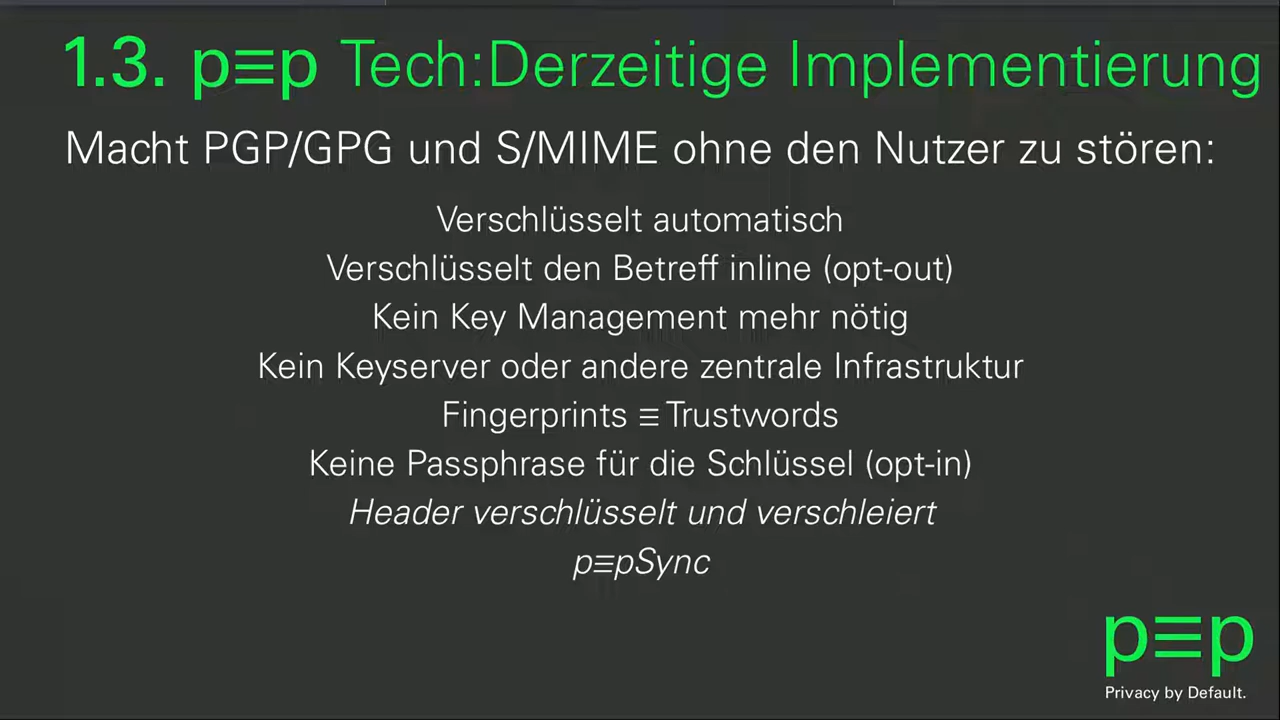 1.3. p≡p Tech:Derzeitige Implementierung
Macht PGP/GPG und S/MIME ohne den Nutzer zu stören:
Verschlüsselt automatisch
Verschlüsselt den Betreff inline (opt-out)
Kein Key Management mehr nötig
Kein Keyserver oder andere zentrale Infrastruktur
Fingerprints ≡ Trustwords
Keine Passphrase für die Schlüssel (opt-in)
Header verschlüsselt und verschleiert
p≡pSync
p≡p
Privacy by Default.